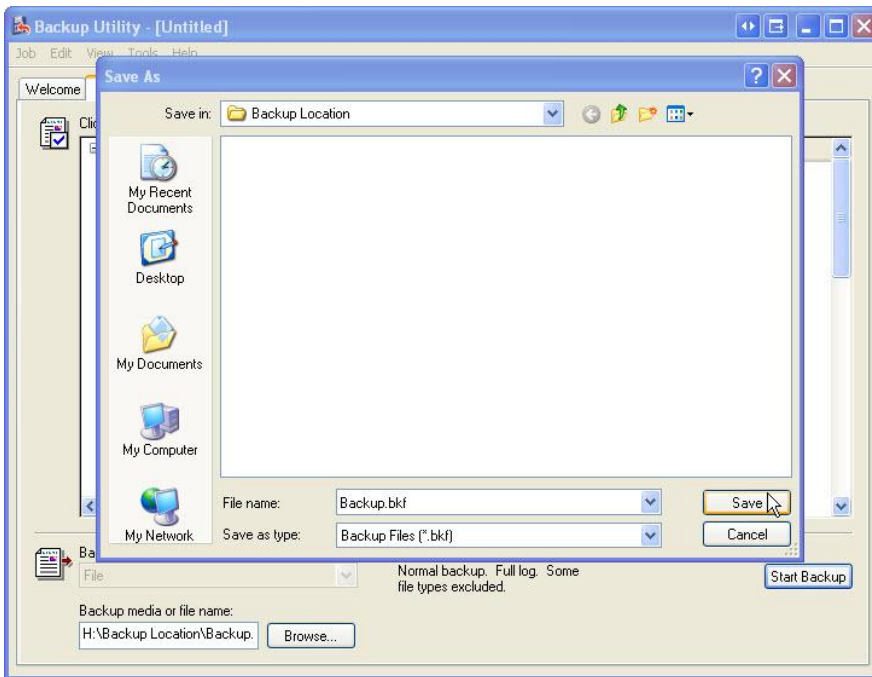 Backup Utility - [Untitled]
Job Edit View Tools Help
Save As
Welcome
Save in: Backup Location
My Recent
Documents
Desktop
My Documents
My Computer
My Network
File name: Backup.bkf Save
Save as type: Backup Files (*.bkf) Cancel
File
Normal backup. Full log. Some
file types excluded.
Start Backup
Backup media or file name:
H:\Backup Location\Backup.
Browse...